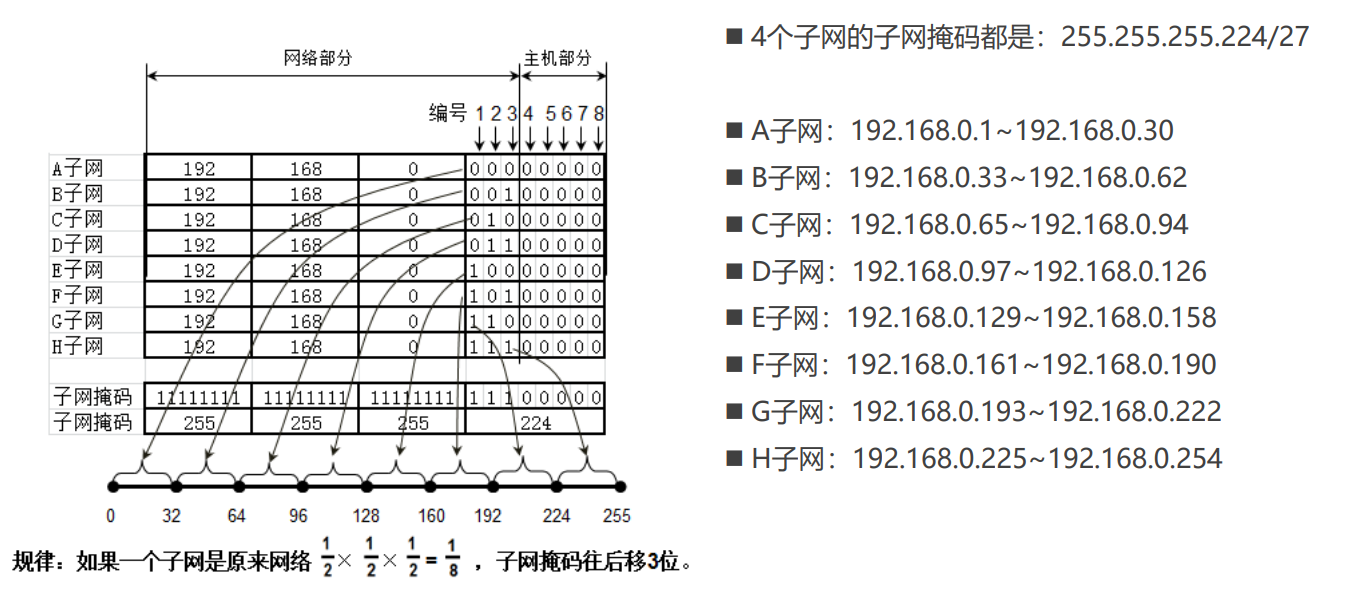 网络部分 主机部分
编号 1 2 3 4 5 6 7 8
A子网 192 168 0 0 0 0 0 0 0 0 0
B子网 192 168 0 0 0 1 0 0 0 0 0
C子网 192 168 0 0 1 0 0 0 0 0 0
D子网 192 168 0 0 1 1 0 0 0 0 0
E子网 192 168 0 1 0 0 0 0 0 0 0
F子网 192 168 0 1 0 1 0 0 0 0 0
G子网 192 168 0 1 1 0 0 0 0 0 0
H子网 192 168 0 1 1 1 0 0 0 0 0
子网掩码 11111111 11111111 11111111 1 1 1 0 0 0 0 0
子网掩码 255 255 255 224
0 32 64 96 128 160 192 224 255
规律：如果一个子网是原来网络 1/2 × 1/2 × 1/2 = 1/8 ，子网掩码往后移3位。
■ 4个子网的子网掩码都是：255.255.255.224/27
■ A子网：192.168.0.1~192.168.0.30
■ B子网：192.168.0.33~192.168.0.62
■ C子网：192.168.0.65~192.168.0.94
■ D子网：192.168.0.97~192.168.0.126
■ E子网：192.168.0.129~192.168.0.158
■ F子网：192.168.0.161~192.168.0.190
■ G子网：192.168.0.193~192.168.0.222
■ H子网：192.168.0.225~192.168.0.254